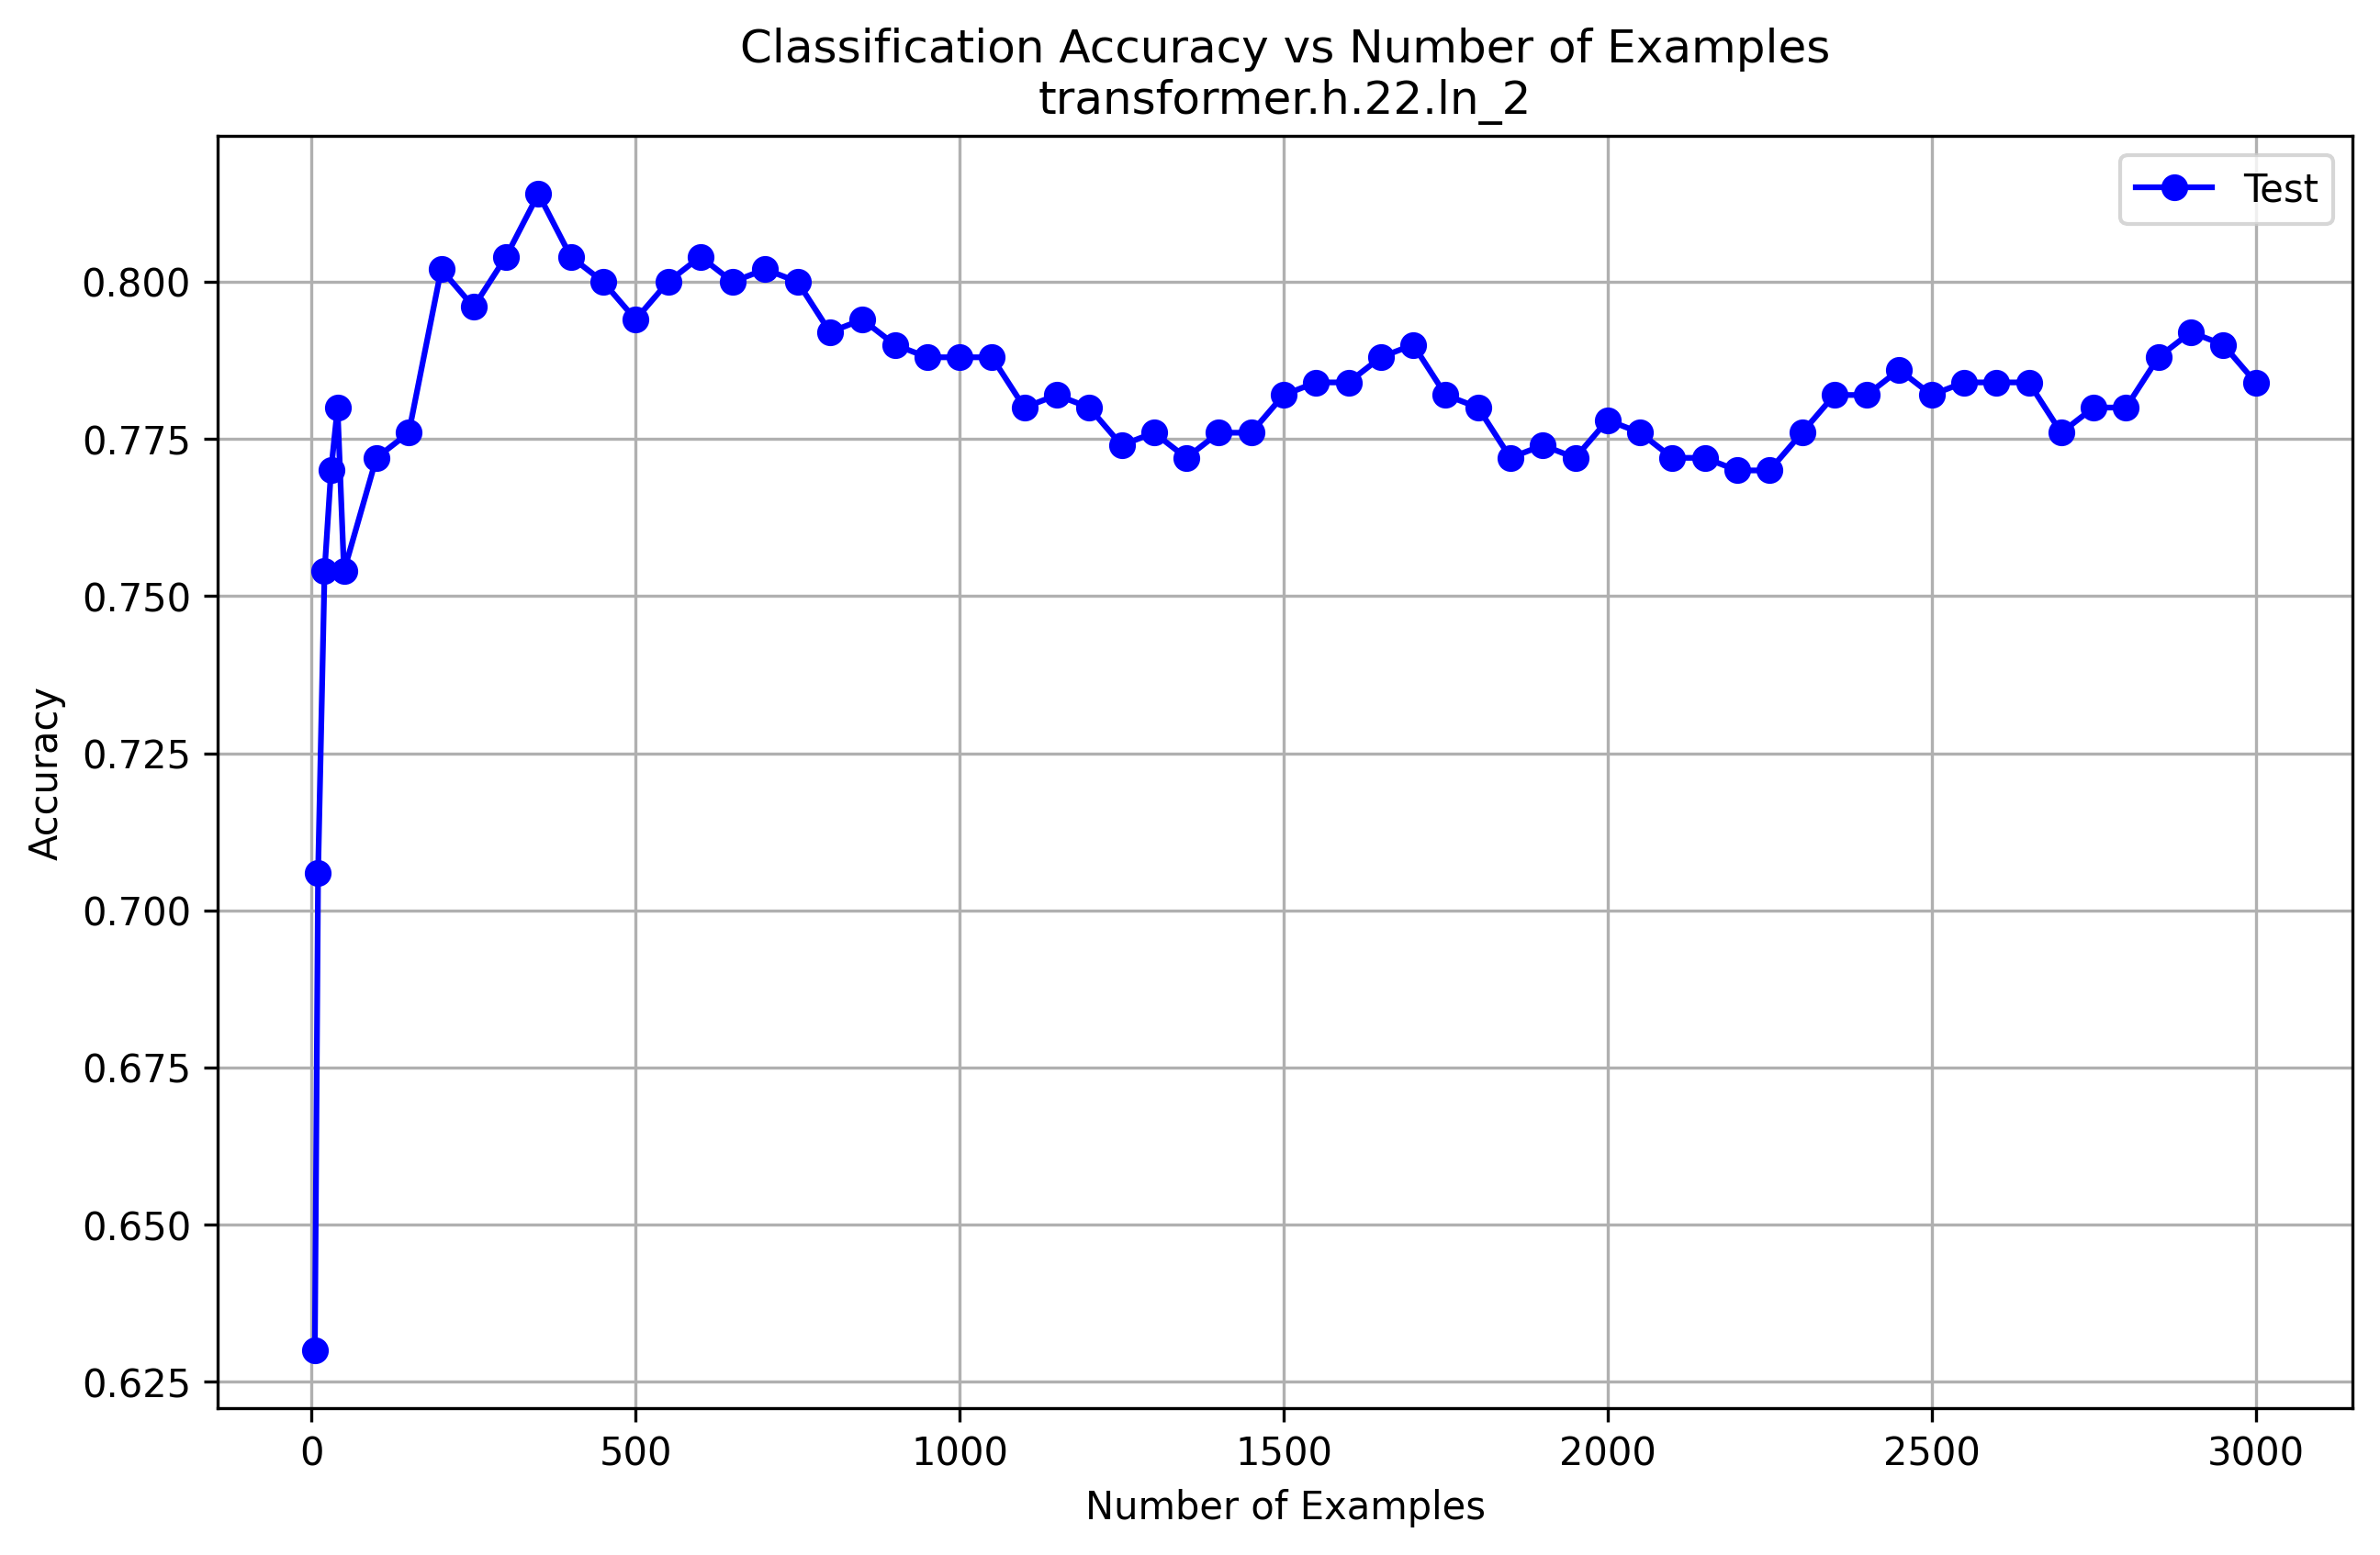 Classification Accuracy vs Number of Examples
transformer.h.22.ln_2
Test
Accuracy
0.800
0.775
0.750
0.725
0.700
0.675
0.650
0.625
0 500 1000 1500 2000 2500 3000
Number of Examples